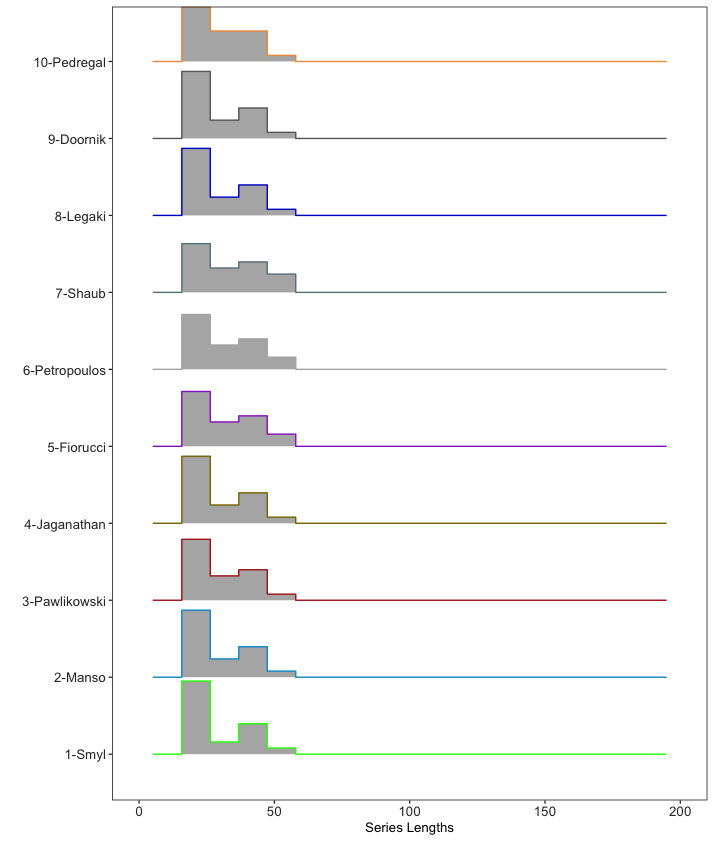 10-Pedregal
9-Doornik
8-Legaki
7-Shaub
6-Petropoulos
5-Fiorucci
4-Jaganathan
3-Pawlikowski
2-Manso
1-Smyl
0 50 100 150 200
Series Lengths